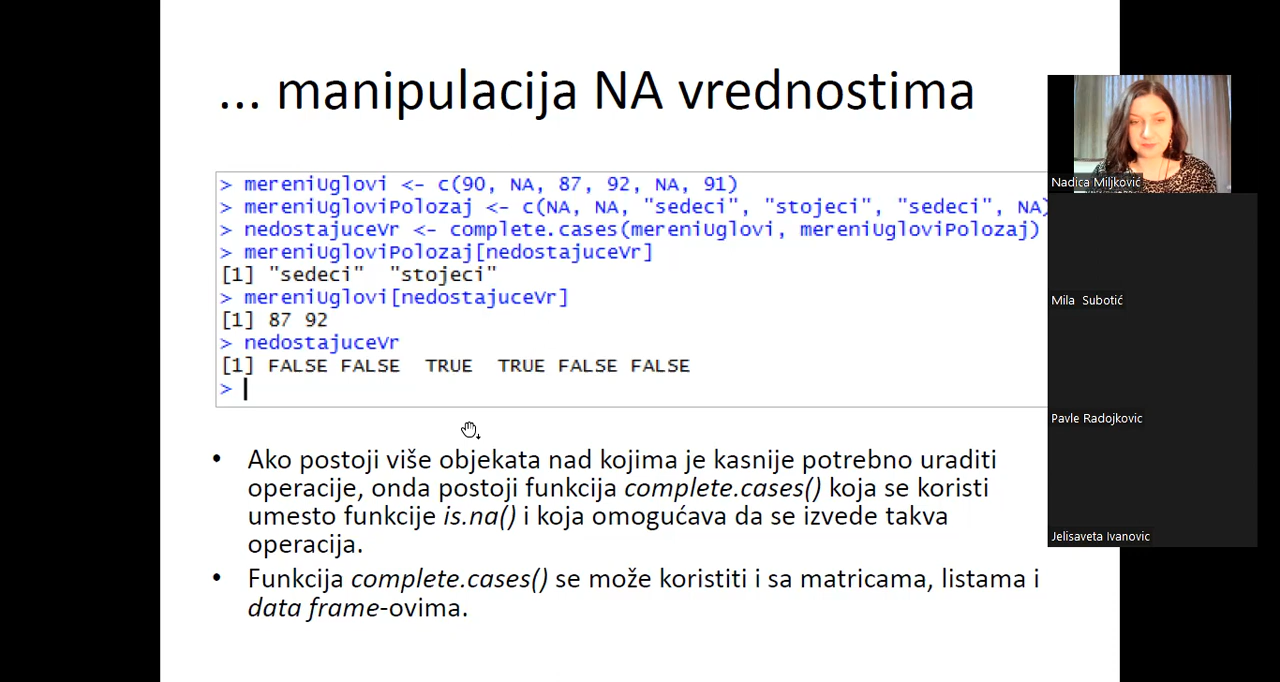 ... manipulacija NA vrednostima
> mereniUglovi <- c(90, NA, 87, 92, NA, 91)
> mereniUgloviPolozaj <- c(NA, NA, "sedeci", "stojeci", "sedeci", NA)
> nedostajuceVr <- complete.cases(mereniUglovi, mereniUgloviPolozaj)
> mereniUgloviPolozaj[nedostajuceVr]
[1] "sedeci"  "stojeci"
> mereniUglovi[nedostajuceVr]
[1] 87 92
> nedostajuceVr
[1] FALSE FALSE  TRUE  TRUE FALSE FALSE
>
• Ako postoji više objekata nad kojima je kasnije potrebno uraditi
operacije, onda postoji funkcija complete.cases() koja se koristi
umesto funkcije is.na() i koja omogućava da se izvede takva
operacija.
• Funkcija complete.cases() se može koristiti i sa matricama, listama i
data frame-ovima.
Nadica Miljković
Mila Subotić
Pavle Radojkovic
Jelisaveta Ivanovic